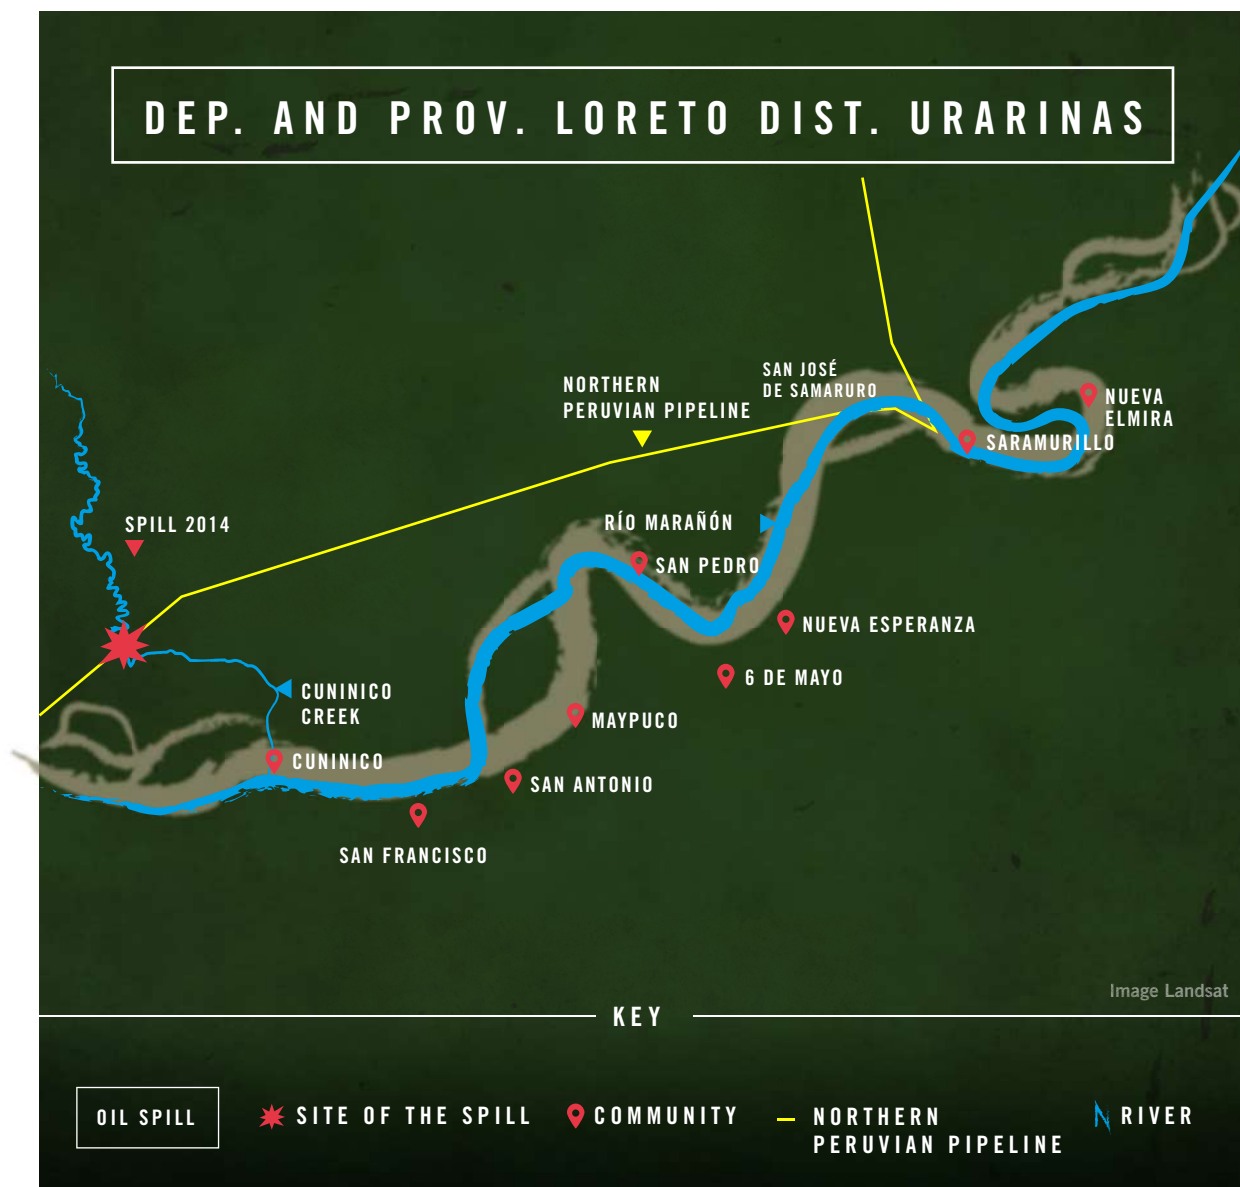 DEP. AND PROV. LORETO DIST. URARINAS
SAN JOSÉ
DE SAMARURO
NORTHERN
PERUVIAN PIPELINE
NUEVA
ELMIRA
SARAMURILLO
SPILL 2014
RÍO MARAÑÓN
SAN PEDRO
NUEVA ESPERANZA
6 DE MAYO
CUNINICO
CREEK
MAYPUCO
CUNINICO
SAN ANTONIO
SAN FRANCISCO
Image Landsat
KEY
OIL SPILL
SITE OF THE SPILL
COMMUNITY
NORTHERN
PERUVIAN PIPELINE
RIVER